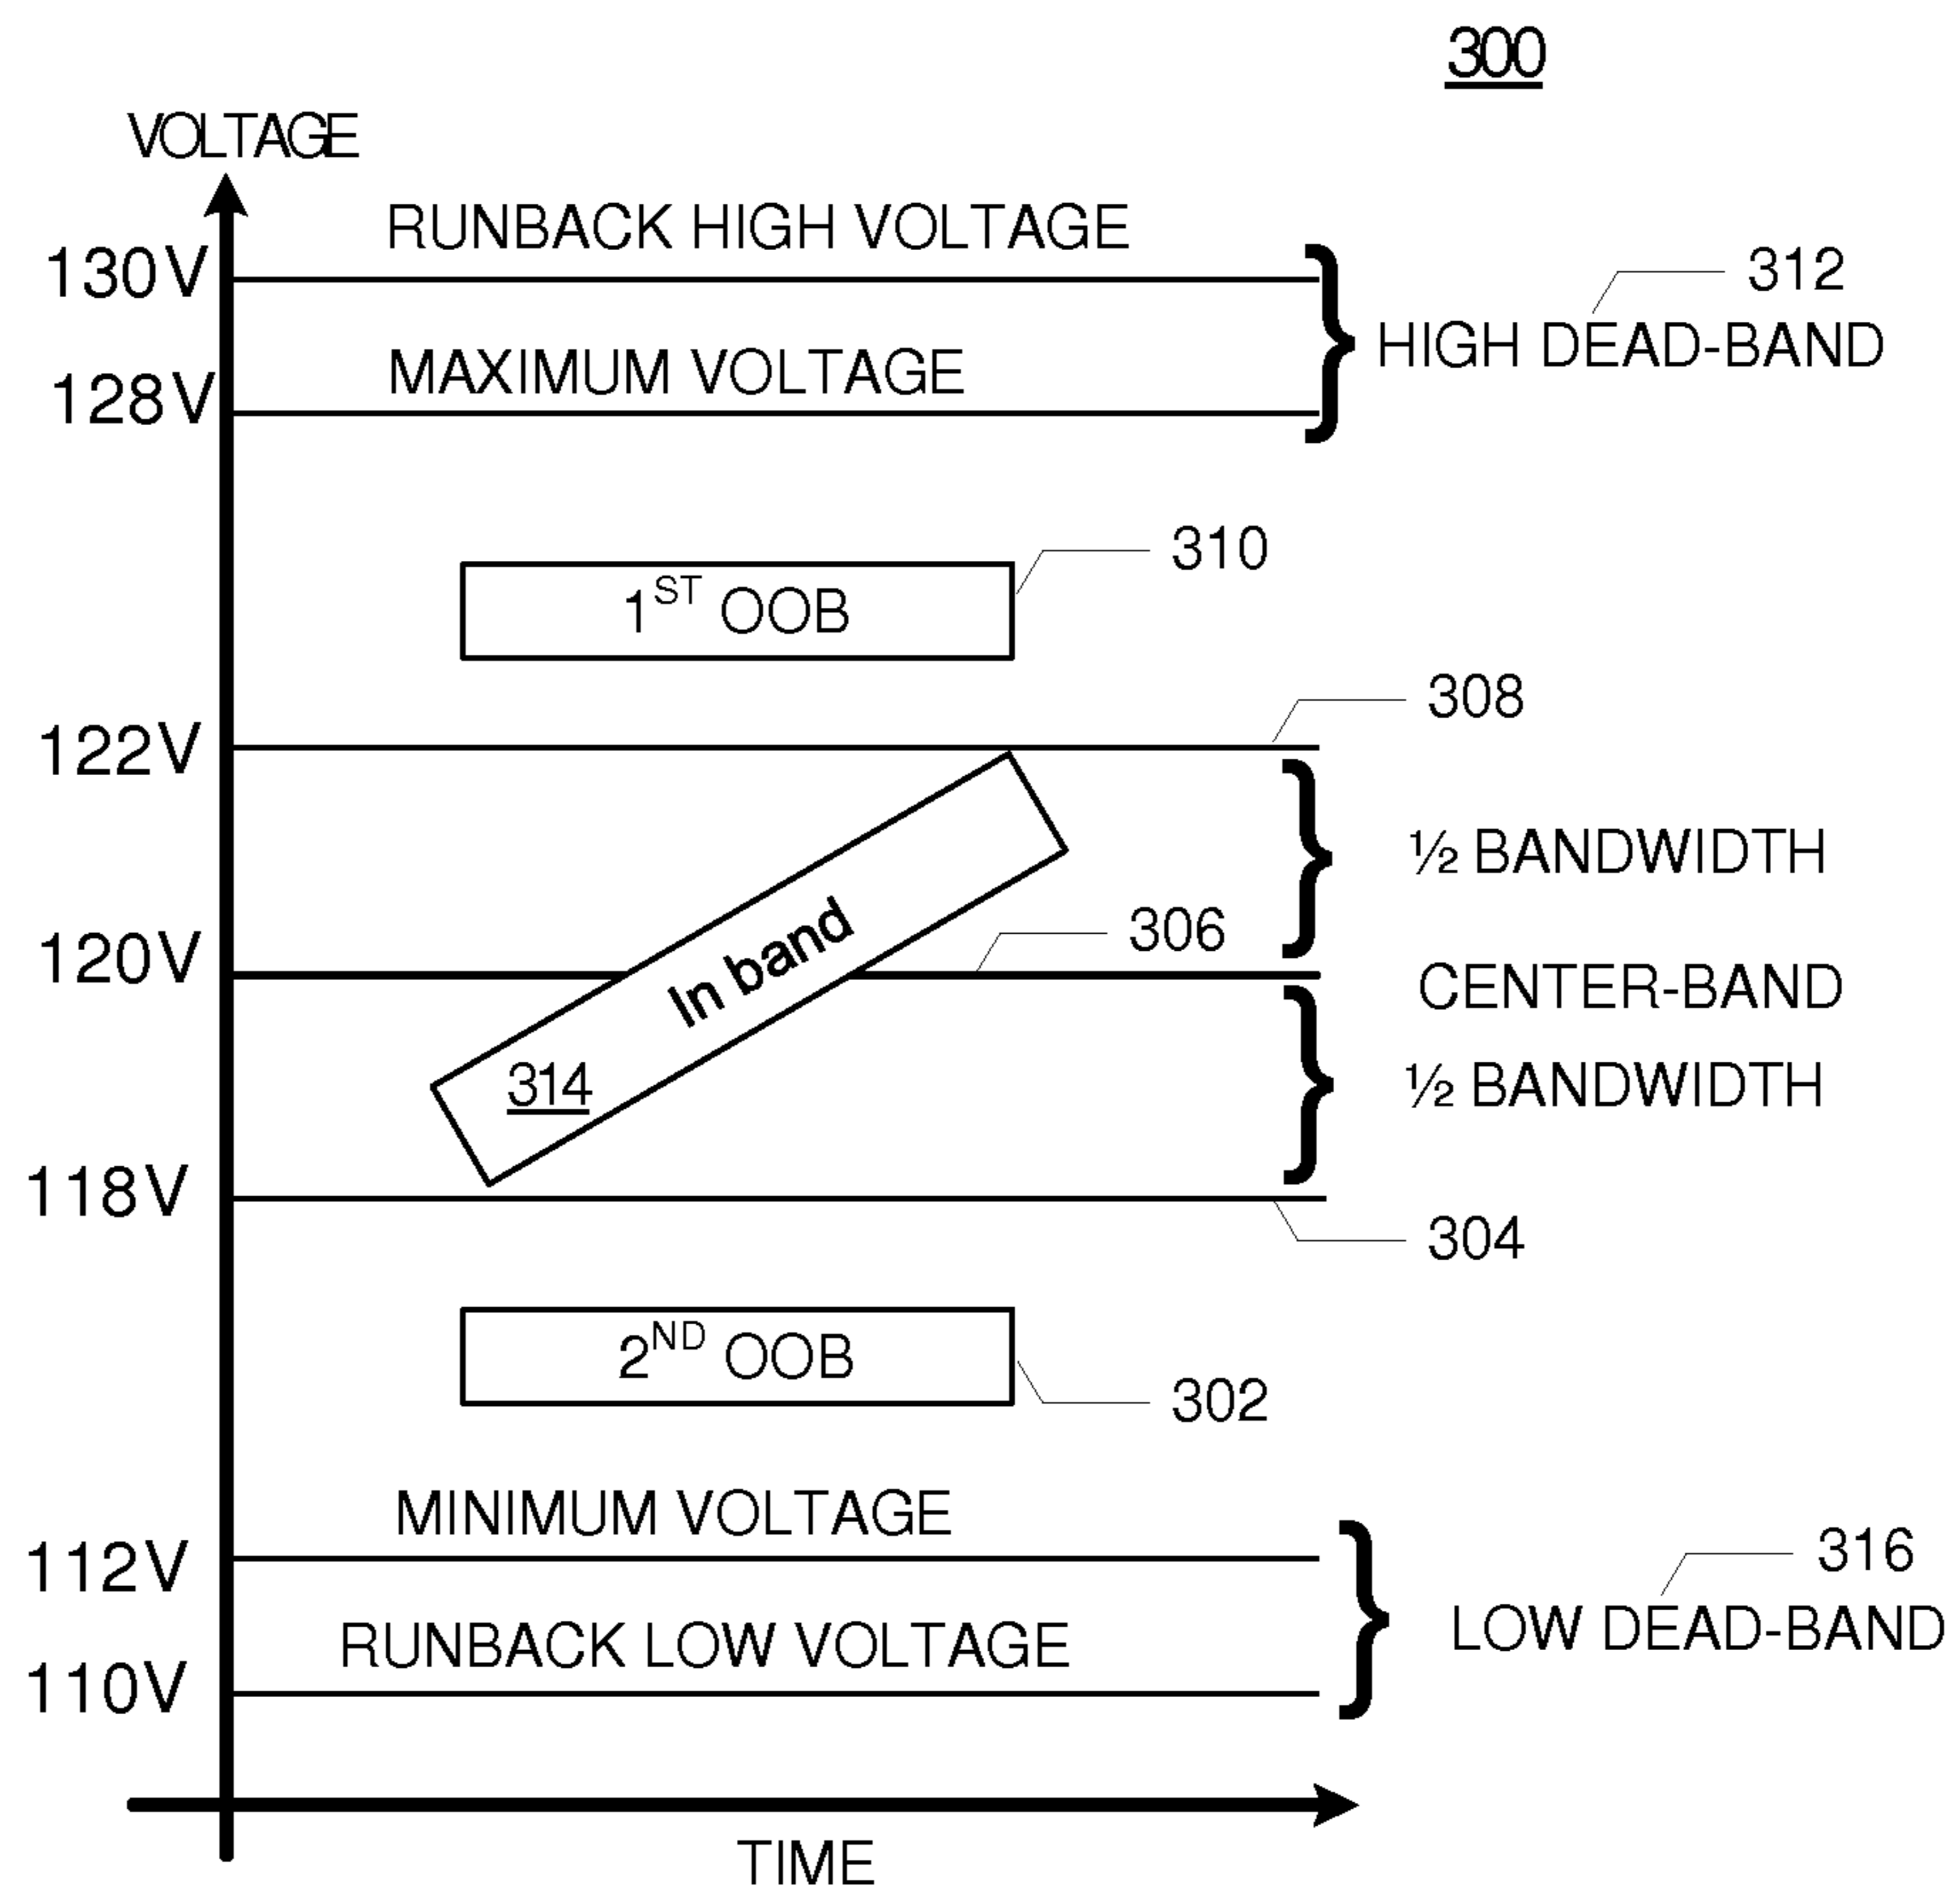 300
VOLTAGE
RUNBACK HIGH VOLTAGE
130V
312
HIGH DEAD-BAND
MAXIMUM VOLTAGE
128V
310
1ST OOB
308
122V
½ BANDWIDTH
306
In band
120V
CENTER-BAND
314
½ BANDWIDTH
118V
304
2ND OOB
302
MINIMUM VOLTAGE
112V
316
LOW DEAD-BAND
RUNBACK LOW VOLTAGE
110V
TIME